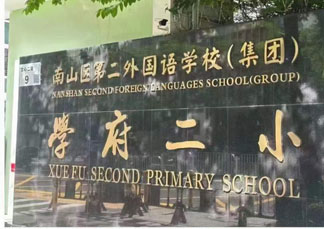 9
南山区第二外国语学校(集团)
NANSHAN SECOND FOREIGN LANGUAGES SCHOOL(GROUP)
學府二小
XUE FU SECOND PRIMARY SCHOOL